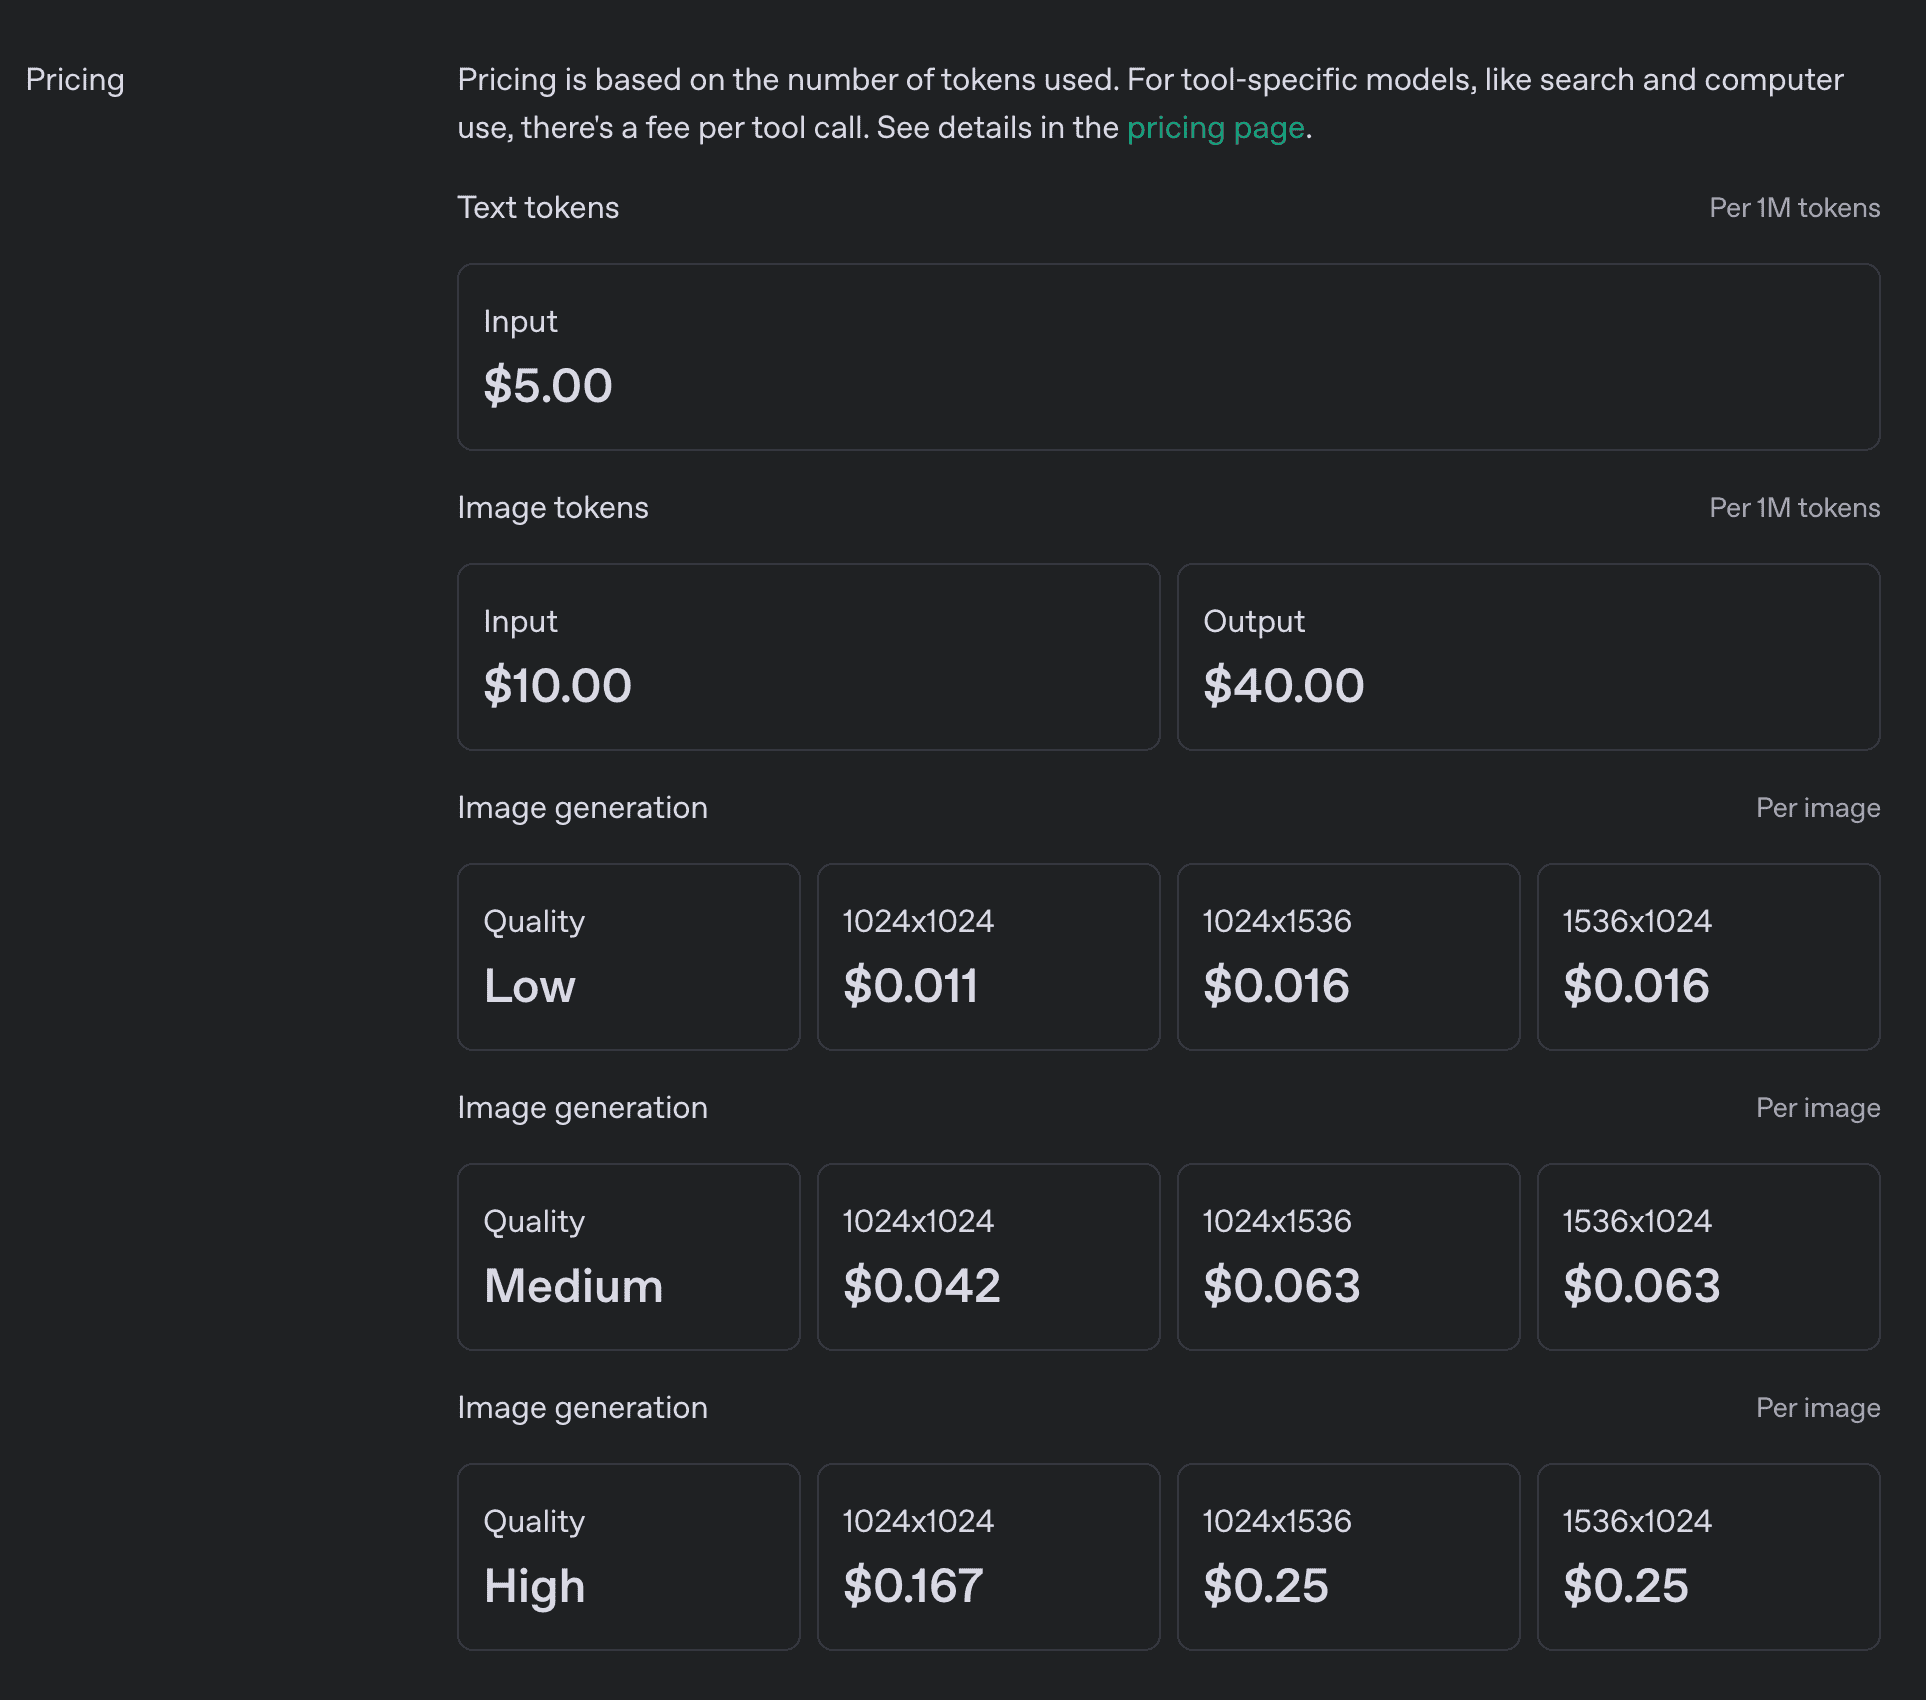 Pricing
Pricing is based on the number of tokens used. For tool-specific models, like search and computer
use, there's a fee per tool call. See details in the pricing page.
Text tokens
Per 1M tokens
Input
$5.00
Image tokens
Per 1M tokens
Input
$10.00
Output
$40.00
Image generation
Per image
Quality
Low
1024x1024
$0.011
1024x1536
$0.016
1536x1024
$0.016
Image generation
Per image
Quality
Medium
1024x1024
$0.042
1024x1536
$0.063
1536x1024
$0.063
Image generation
Per image
Quality
High
1024x1024
$0.167
1024x1536
$0.25
1536x1024
$0.25